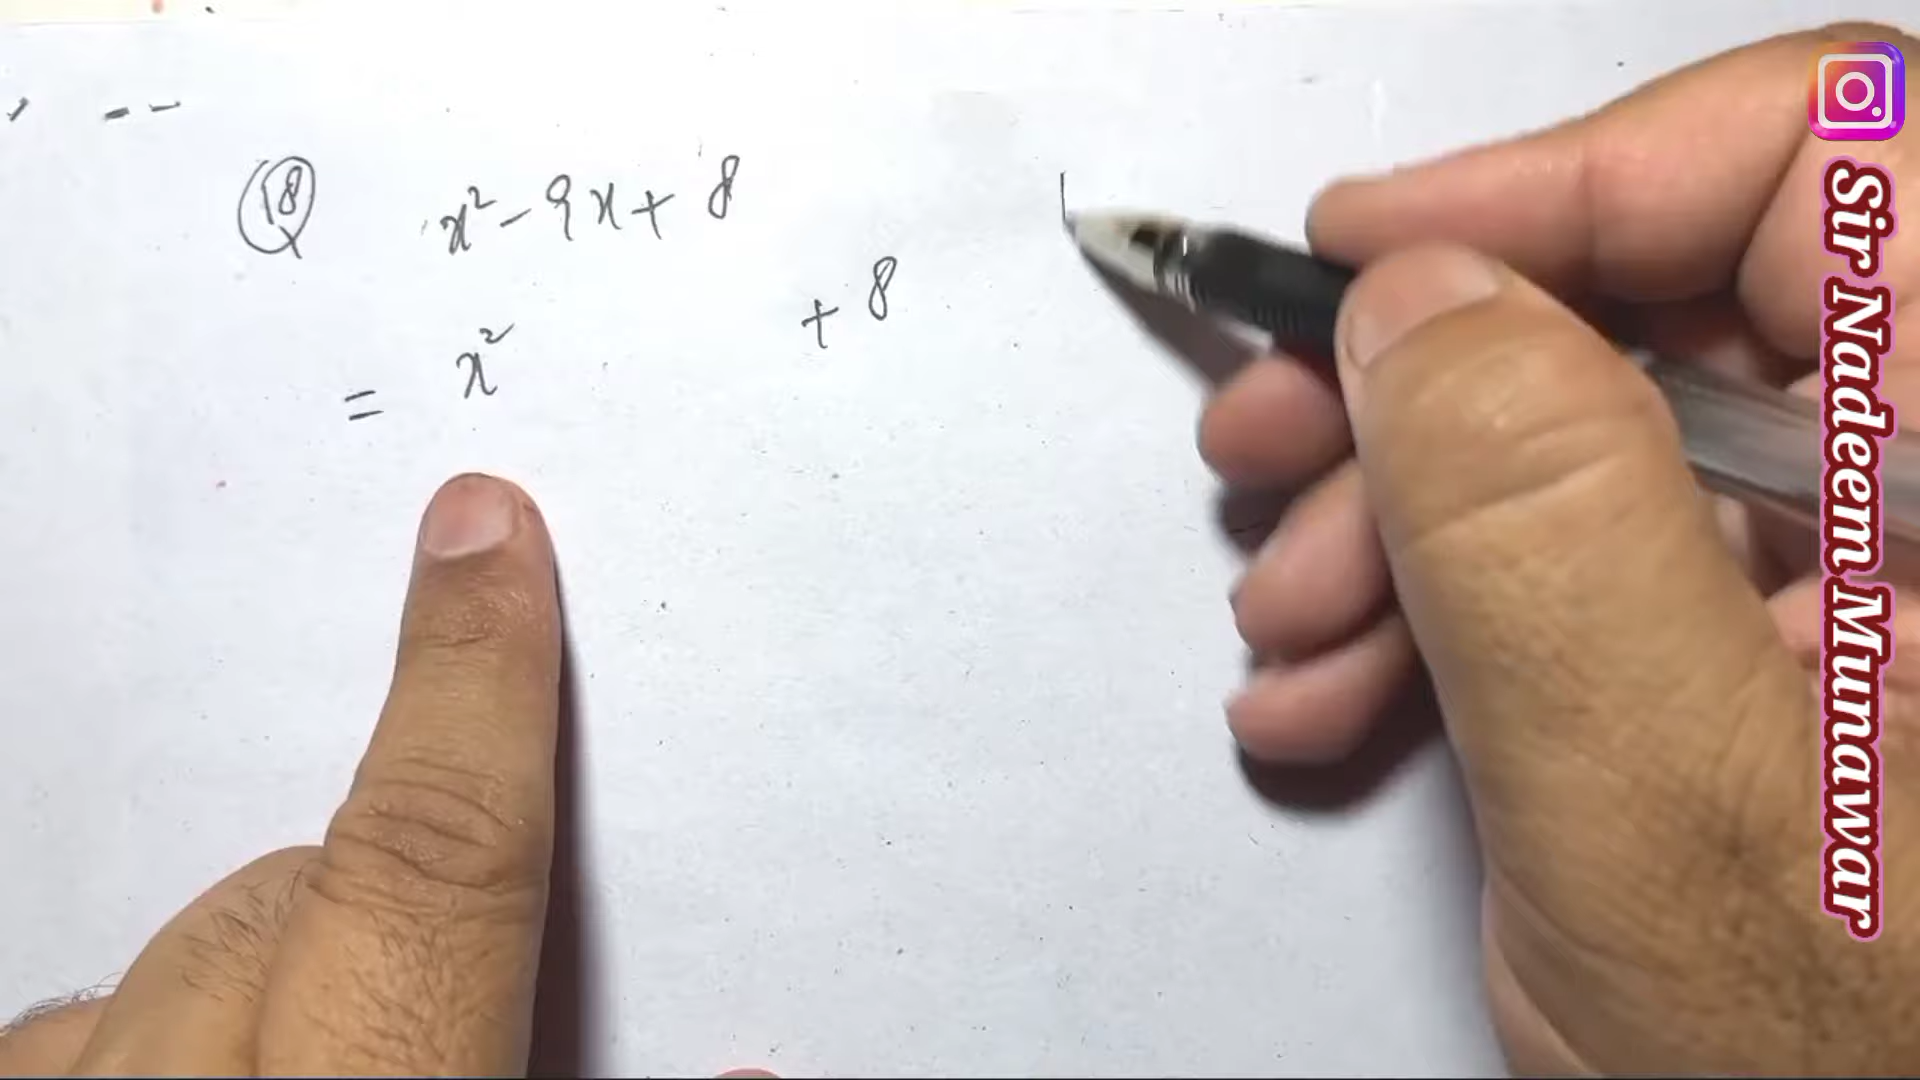 ⑱ x² - 9x + 8
= x² + 8
Sir Nadeem Munawar